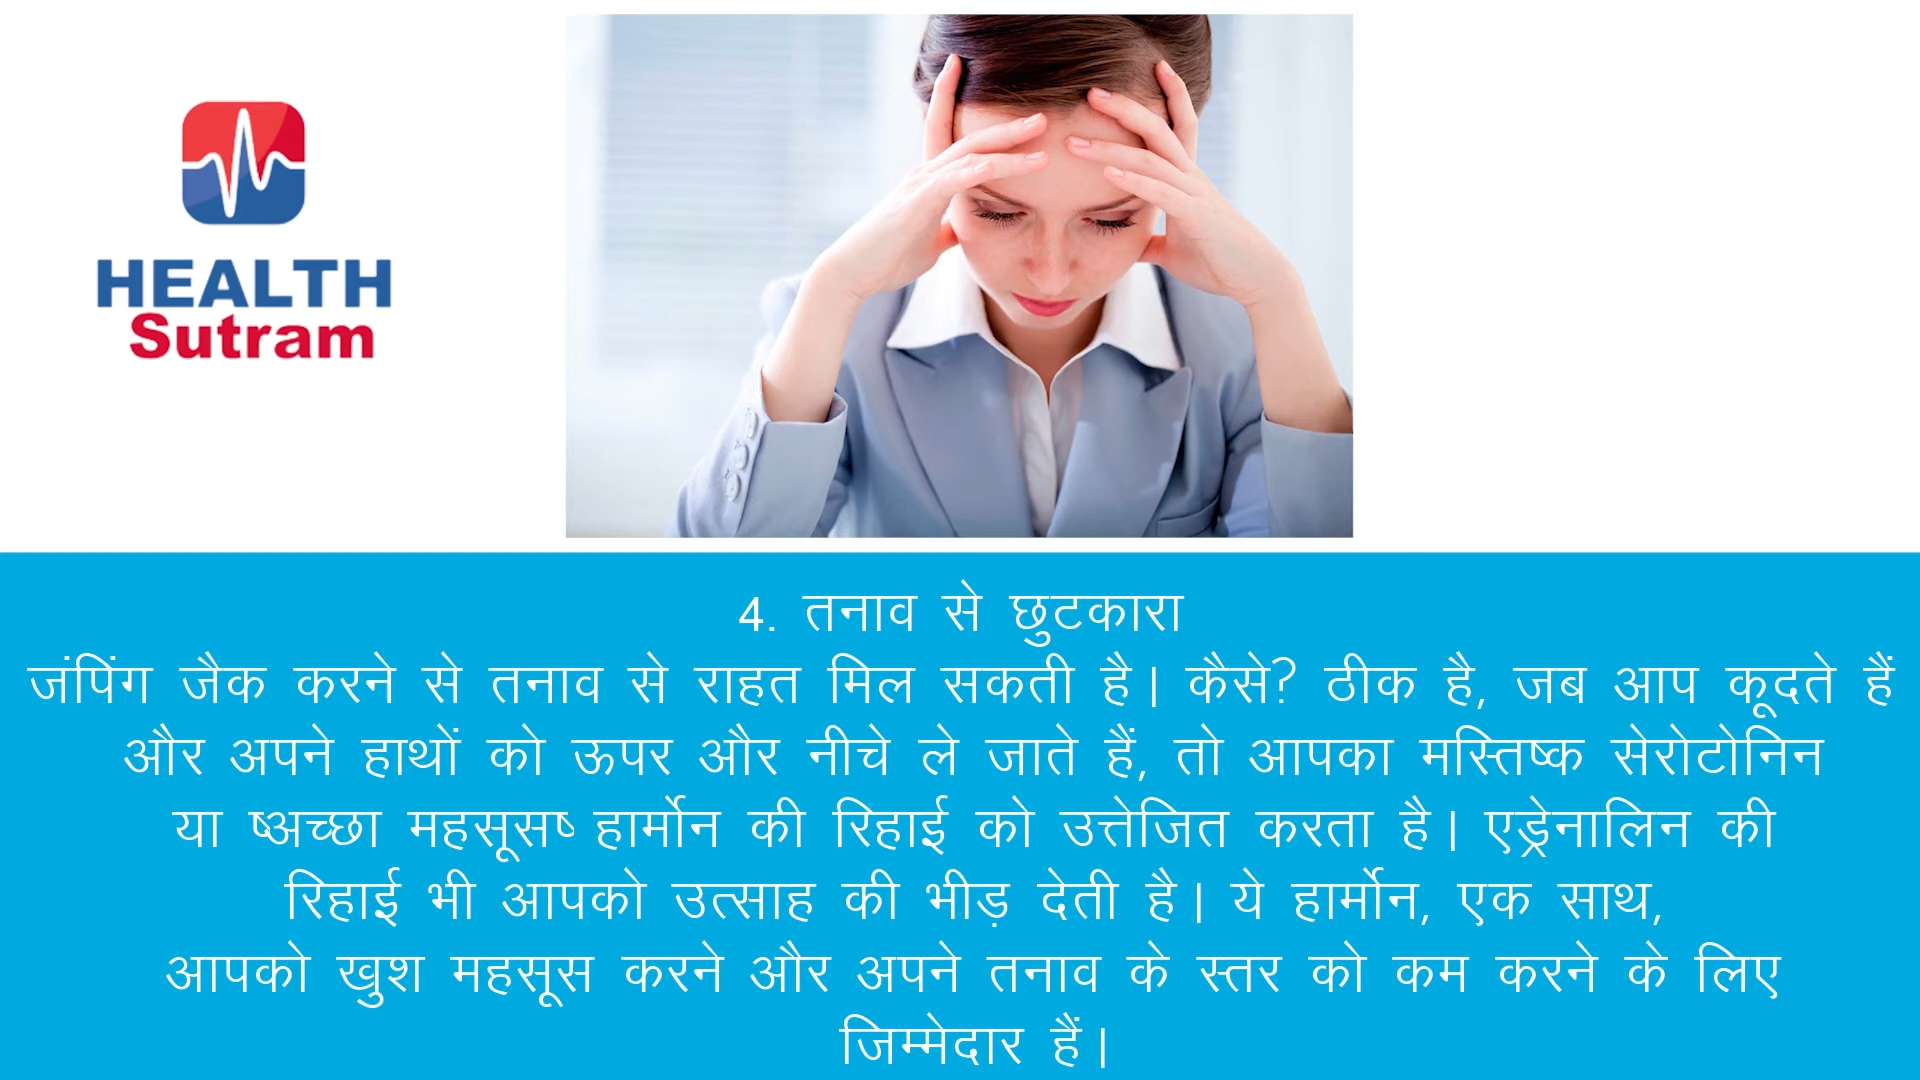 HEALTH
Sutram
4. तनाव से छुटकारा
जंपिंग जैक करने से तनाव से राहत मिल सकती है। कैसे? ठीक है, जब आप कूदते हैं
और अपने हाथों को ऊपर और नीचे ले जाते हैं, तो आपका मस्तिष्क सेरोटोनिन
या ष्अच्छा महसूसष् हार्मोन की रिहाई को उत्तेजित करता है। एड्रेनालिन की
रिहाई भी आपको उत्साह की भीड़ देती है। ये हार्मोन, एक साथ,
आपको खुश महसूस करने और अपने तनाव के स्तर को कम करने के लिए
जिम्मेदार हैं।